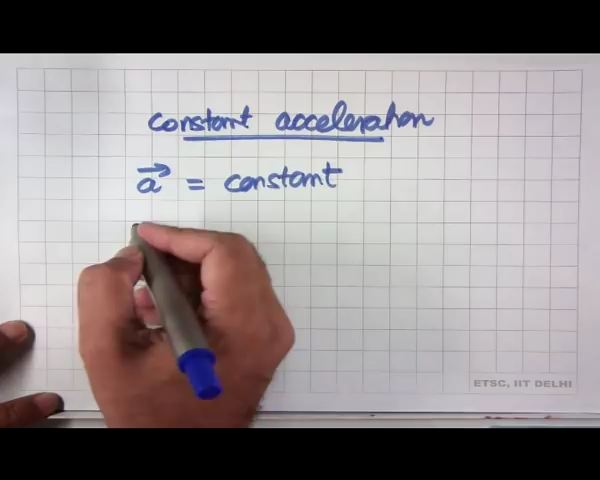 constant acceleration
a⃗ = constant
ETSC, IIT DELHI